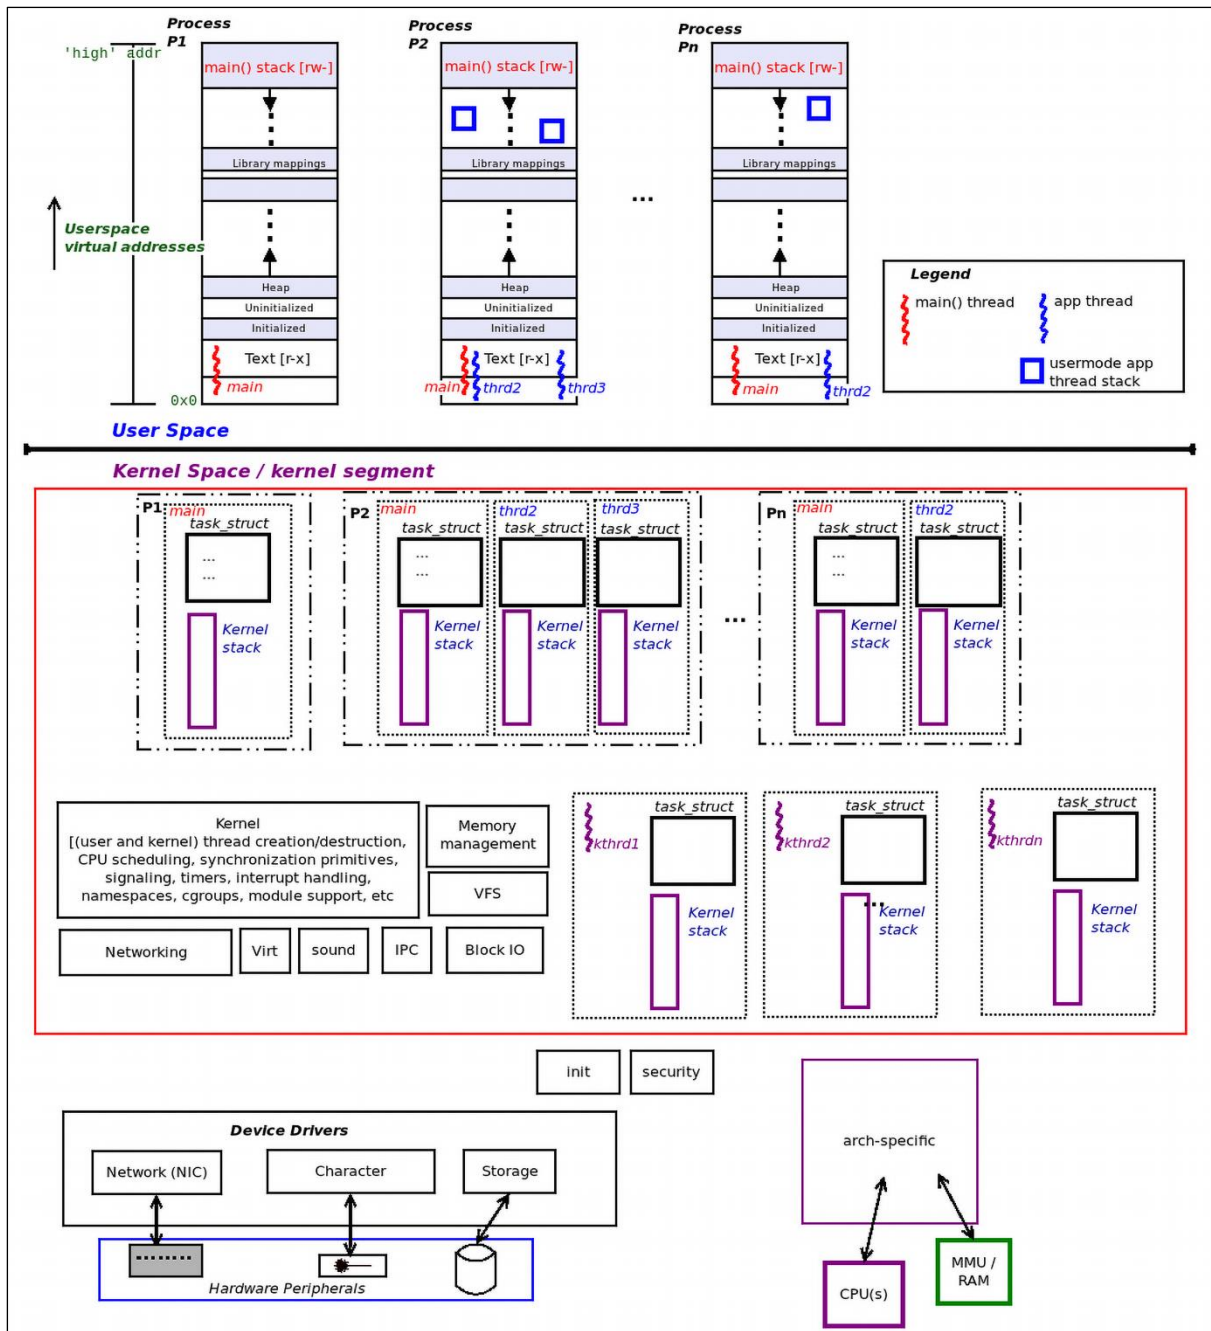 Process
P1
Process
P2
Process
Pn
'high' addr
main() stack [rw-]
main() stack [rw-]
main() stack [rw-]
Library mappings
Library mappings
Library mappings
...
Userspace
virtual addresses
Heap
Heap
Heap
Uninitialized
Uninitialized
Uninitialized
Initialized
Initialized
Initialized
Text [r-x]
Text [r-x]
Text [r-x]
main
main
thrd2
thrd3
main
thrd2
0x0
Legend
main() thread
app thread
usermode app
thread stack
User Space
Kernel Space / kernel segment
P1
main
task_struct
...
...
Kernel
stack
P2
main
task_struct
...
...
Kernel
stack
thrd2
task_struct
Kernel
stack
thrd3
task_struct
Kernel
stack
...
Pn
main
task_struct
...
...
Kernel
stack
thrd2
task_struct
Kernel
stack
Kernel
[(user and kernel) thread creation/destruction,
CPU scheduling, synchronization primitives,
signaling, timers, interrupt handling,
namespaces, cgroups, module support, etc
Memory
management
VFS
Networking
Virt
sound
IPC
Block IO
kthrd1
task_struct
Kernel
stack
kthrd2
task_struct
...
Kernel
stack
kthrdn
task_struct
Kernel
stack
init
security
Device Drivers
Network (NIC)
Character
Storage
Hardware Peripherals
arch-specific
CPU(s)
MMU /
RAM